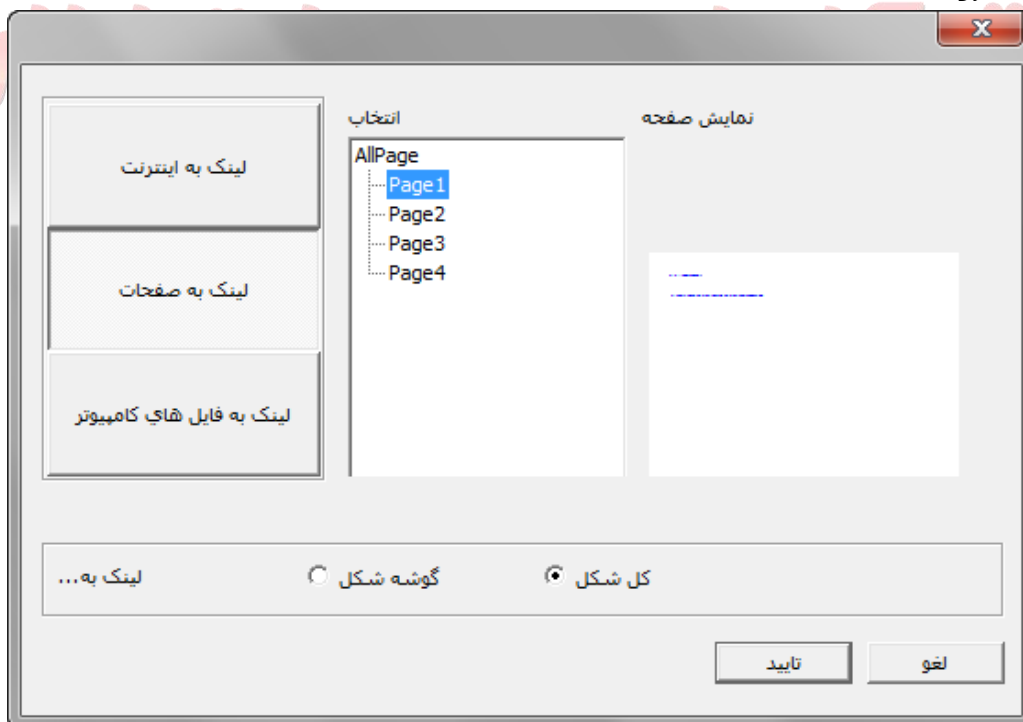 انتخاب
نمایش صفحه
لینک به اینترنت
لینک به صفحات
لینک به فایل هاي کامپیوتر
AllPage
Page1
Page2
Page3
Page4
لینک به...
گوشه شکل
کل شکل
تایید
لغو